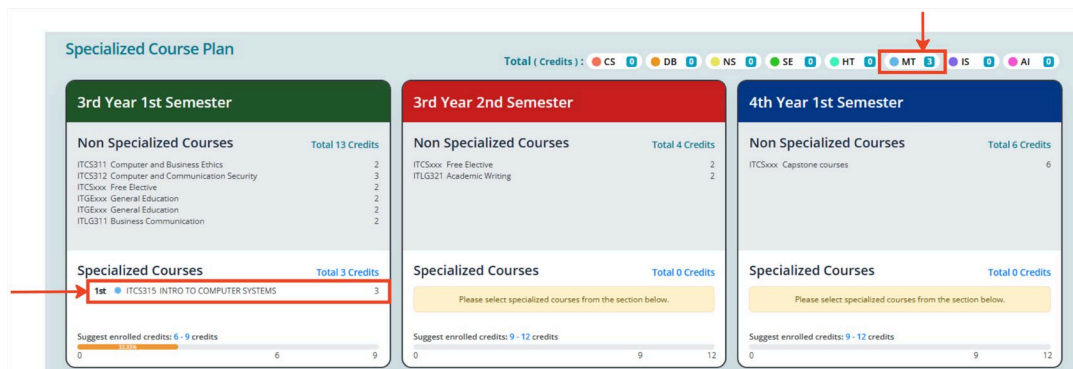 Specialized Course Plan
Total ( Credits ) : CS 0 DB 0 NS 0 SE 0 HT 0 MT 3 IS 0 AI 0
3rd Year 1st Semester
Non Specialized Courses Total 13 Credits
ITCS311 Computer and Business Ethics 2
ITCS312 Computer and Communication Security 3
ITCSxxx Free Elective 2
ITGExxx General Education 2
ITGExxx General Education 2
ITLG311 Business Communication 2
Specialized Courses Total 3 Credits
1st ITCS315 INTRO TO COMPUTER SYSTEMS 3
Suggest enrolled credits: 6 - 9 credits
33.33%
0 6 9
3rd Year 2nd Semester
Non Specialized Courses Total 4 Credits
ITCSxxx Free Elective 2
ITLG321 Academic Writing 2
Specialized Courses Total 0 Credits
Please select specialized courses from the section below.
Suggest enrolled credits: 9 - 12 credits
0 9 12
4th Year 1st Semester
Non Specialized Courses Total 6 Credits
ITCSxxx Capstone courses 6
Specialized Courses Total 0 Credits
Please select specialized courses from the section below.
Suggest enrolled credits: 9 - 12 credits
0 9 12